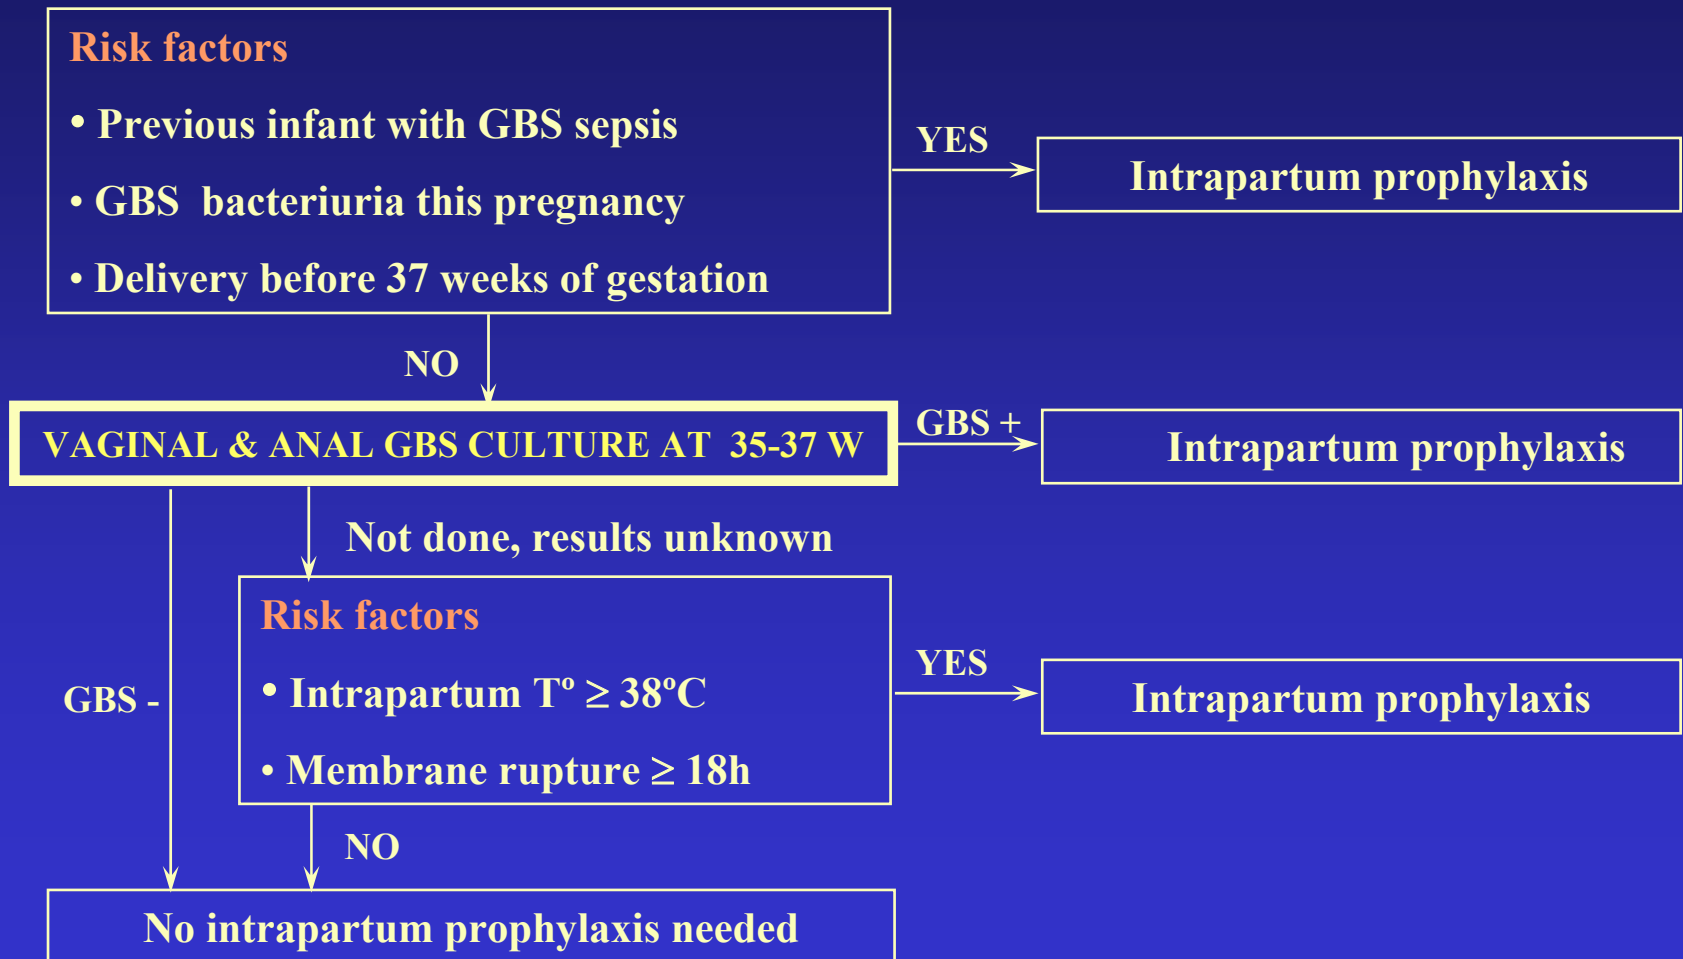 Risk factors
• Previous infant with GBS sepsis
• GBS bacteriuria this pregnancy
• Delivery before 37 weeks of gestation
YES
Intrapartum prophylaxis
NO
VAGINAL & ANAL GBS CULTURE AT 35-37 W
GBS +
Intrapartum prophylaxis
Not done, results unknown
Risk factors
• Intrapartum Tº ≥ 38ºC
• Membrane rupture ≥ 18h
YES
Intrapartum prophylaxis
GBS -
NO
No intrapartum prophylaxis needed